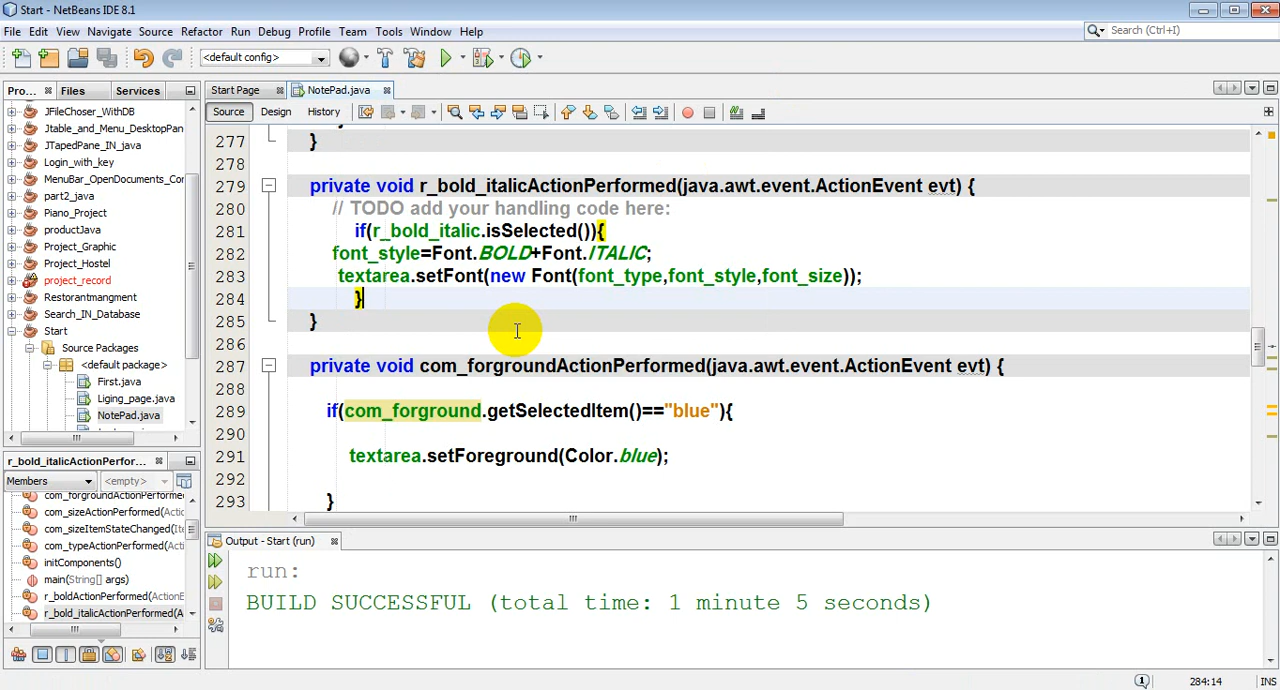 Start - NetBeans IDE 8.1
File Edit View Navigate Source Refactor Run Debug Profile Team Tools Window Help
Search (Ctrl+I)
<default config>
Pro... Files Services
Start Page NotePad.java
Source Design History
JFileChooser_WithDB
Jtable_and_Menu_DesktopPan
JTapedPane_IN_java
Login_with_key
MenuBar_OpenDocuments_Cor
part2_java
Piano_Project
productJava
Project_Graphic
Project_Hostel
project_record
Restorantmangment
Search_IN_Database
Start
Source Packages
<default package>
First.java
Liging_page.java
NotePad.java
277 }
278
279 private void r_bold_italicActionPerformed(java.awt.event.ActionEvent evt) {
280 // TODO add your handling code here:
281 if(r_bold_italic.isSelected()){
282 font_style=Font.BOLD+Font.ITALIC;
283 textarea.setFont(new Font(font_type,font_style,font_size));
284 }
285 }
286
287 private void com_forgroundActionPerformed(java.awt.event.ActionEvent evt) {
288
289 if(com_forground.getSelectedItem()=="blue"){
290
291 textarea.setForeground(Color.blue);
292
293 }
r_bold_italicActionPerfor...
Members <empty>
com_forgroundActionPerformed
com_sizeActionPerformed(Actic
com_sizeItemStateChanged(Ite
com_typeActionPerformed(Acti
initComponents()
main(String[] args)
r_boldActionPerformed(ActionE
r_bold_italicActionPerformed(A
Output - Start (run)
run:
BUILD SUCCESSFUL (total time: 1 minute 5 seconds)
1 284:14 INS